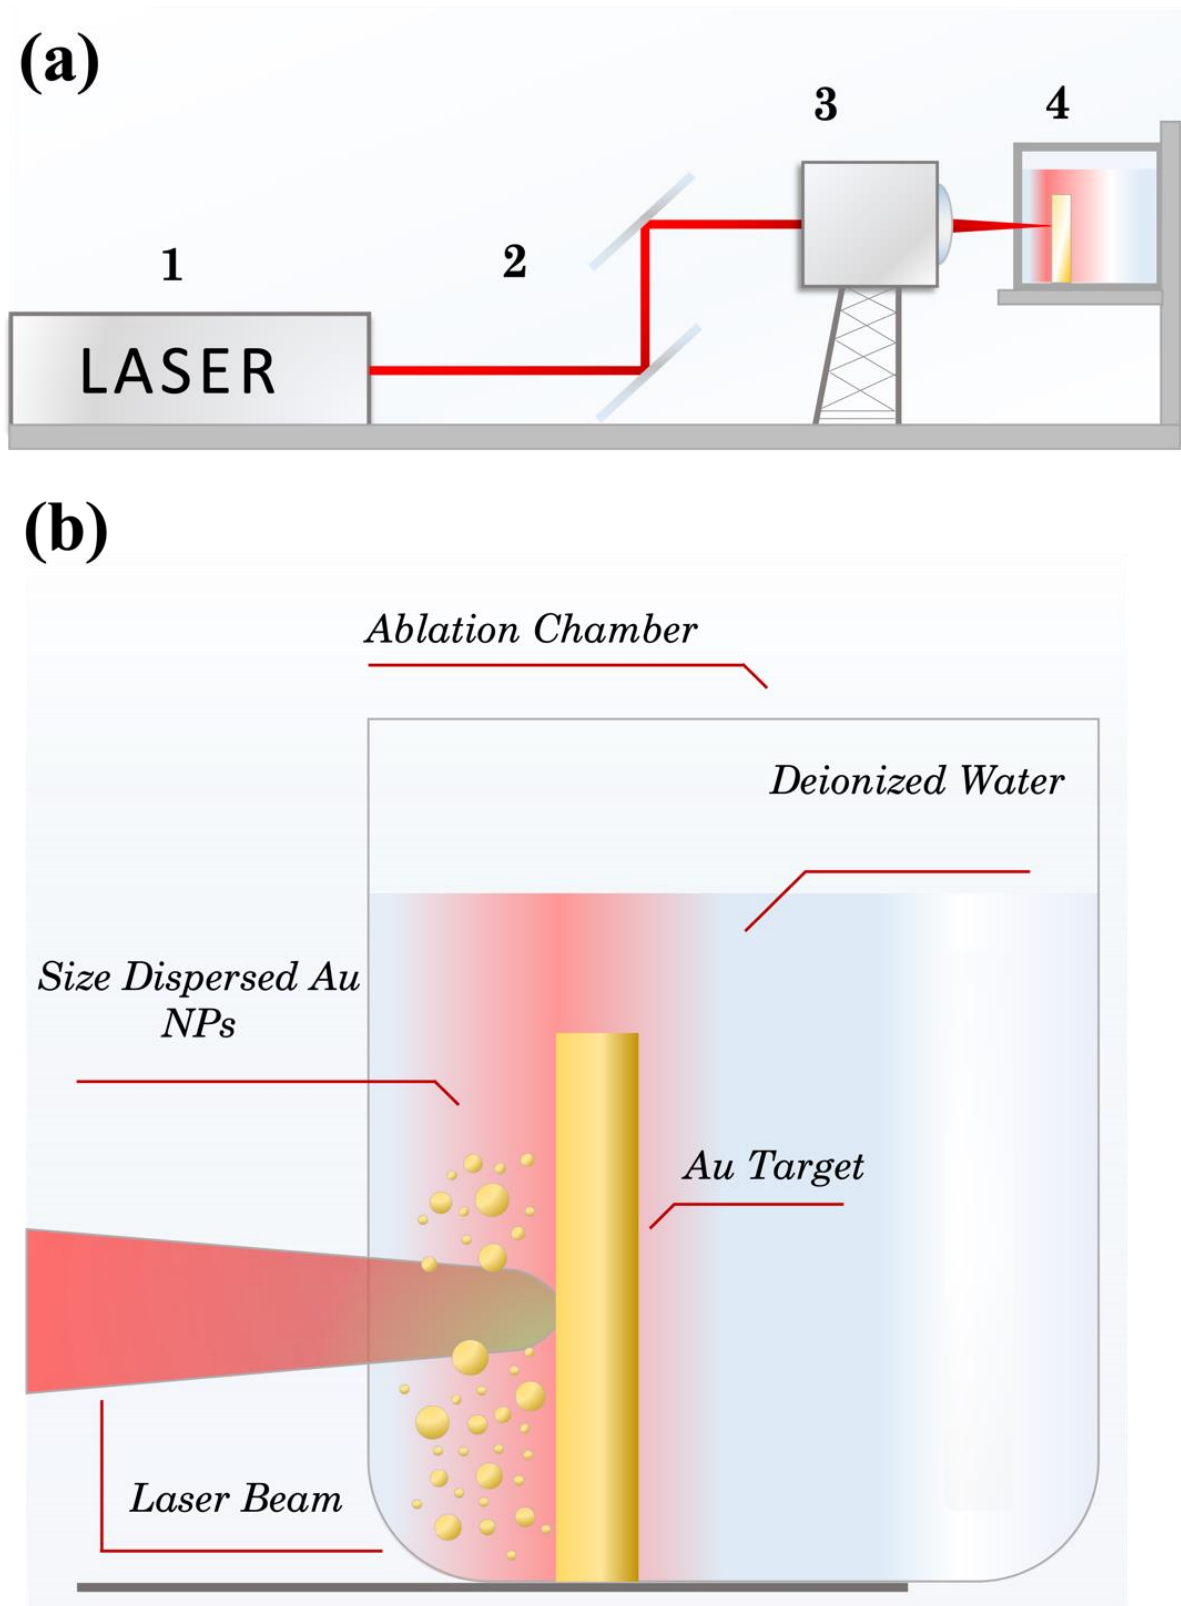 (a)
3
4
1
2
LASER
(b)
Ablation Chamber
Deionized Water
Size Dispersed Au
NPs
Au Target
Laser Beam